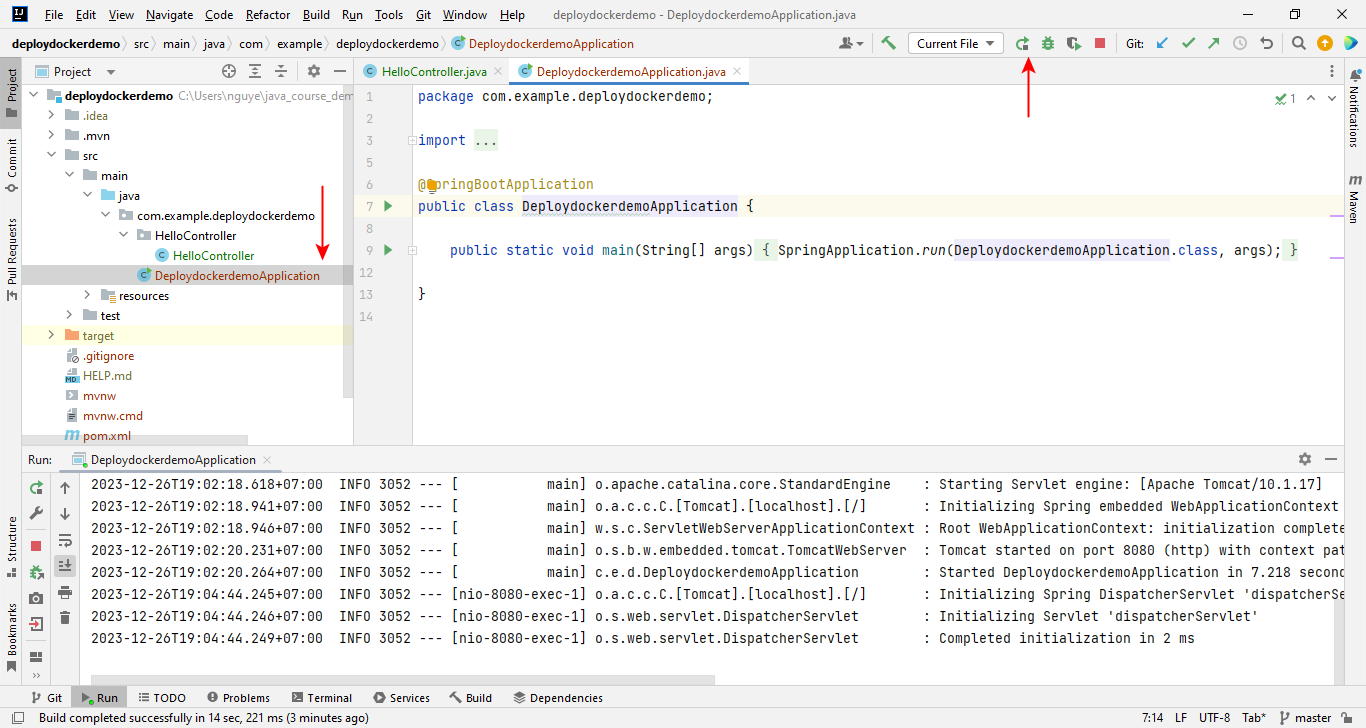 File Edit View Navigate Code Refactor Build Run Tools Git Window Help deploydockerdemo - DeploydockerdemoApplication.java
deploydockerdemo src main java com example deploydockerdemo DeploydockerdemoApplication Current File Git:
Project
Project
Commit
Pull Requests
Structure
Bookmarks
deploydockerdemo C:\Users\nguye\java_course_dem
.idea
.mvn
src
main
java
com.example.deploydockerdemo
HelloController
HelloController
DeploydockerdemoApplication
resources
test
target
.gitignore
HELP.md
mvnw
mvnw.cmd
pom.xml
HelloController.java DeploydockerdemoApplication.java
1 package com.example.deploydockerdemo; 1
2
3 import ...
5
6 @SpringBootApplication
7 public class DeploydockerdemoApplication {
8
9 public static void main(String[] args) { SpringApplication.run(DeploydockerdemoApplication.class, args); }
12
13 }
14
Notifications
m Maven
Run: DeploydockerdemoApplication
2023-12-26T19:02:18.618+07:00 INFO 3052 --- [ main] o.apache.catalina.core.StandardEngine : Starting Servlet engine: [Apache Tomcat/10.1.17]
2023-12-26T19:02:18.941+07:00 INFO 3052 --- [ main] o.a.c.c.C.[Tomcat].[localhost].[/] : Initializing Spring embedded WebApplicationContext
2023-12-26T19:02:18.946+07:00 INFO 3052 --- [ main] w.s.c.ServletWebServerApplicationContext : Root WebApplicationContext: initialization complete
2023-12-26T19:02:20.231+07:00 INFO 3052 --- [ main] o.s.b.w.embedded.tomcat.TomcatWebServer : Tomcat started on port 8080 (http) with context pat
2023-12-26T19:02:20.264+07:00 INFO 3052 --- [ main] c.e.d.DeploydockerdemoApplication : Started DeploydockerdemoApplication in 7.218 second
2023-12-26T19:04:44.245+07:00 INFO 3052 --- [nio-8080-exec-1] o.a.c.c.C.[Tomcat].[localhost].[/] : Initializing Spring DispatcherServlet 'dispatcherSe
2023-12-26T19:04:44.246+07:00 INFO 3052 --- [nio-8080-exec-1] o.s.web.servlet.DispatcherServlet : Initializing Servlet 'dispatcherServlet'
2023-12-26T19:04:44.249+07:00 INFO 3052 --- [nio-8080-exec-1] o.s.web.servlet.DispatcherServlet : Completed initialization in 2 ms
Git Run TODO Problems Terminal Services Build Dependencies
Build completed successfully in 14 sec, 221 ms (3 minutes ago) 7:14 LF UTF-8 Tab* master